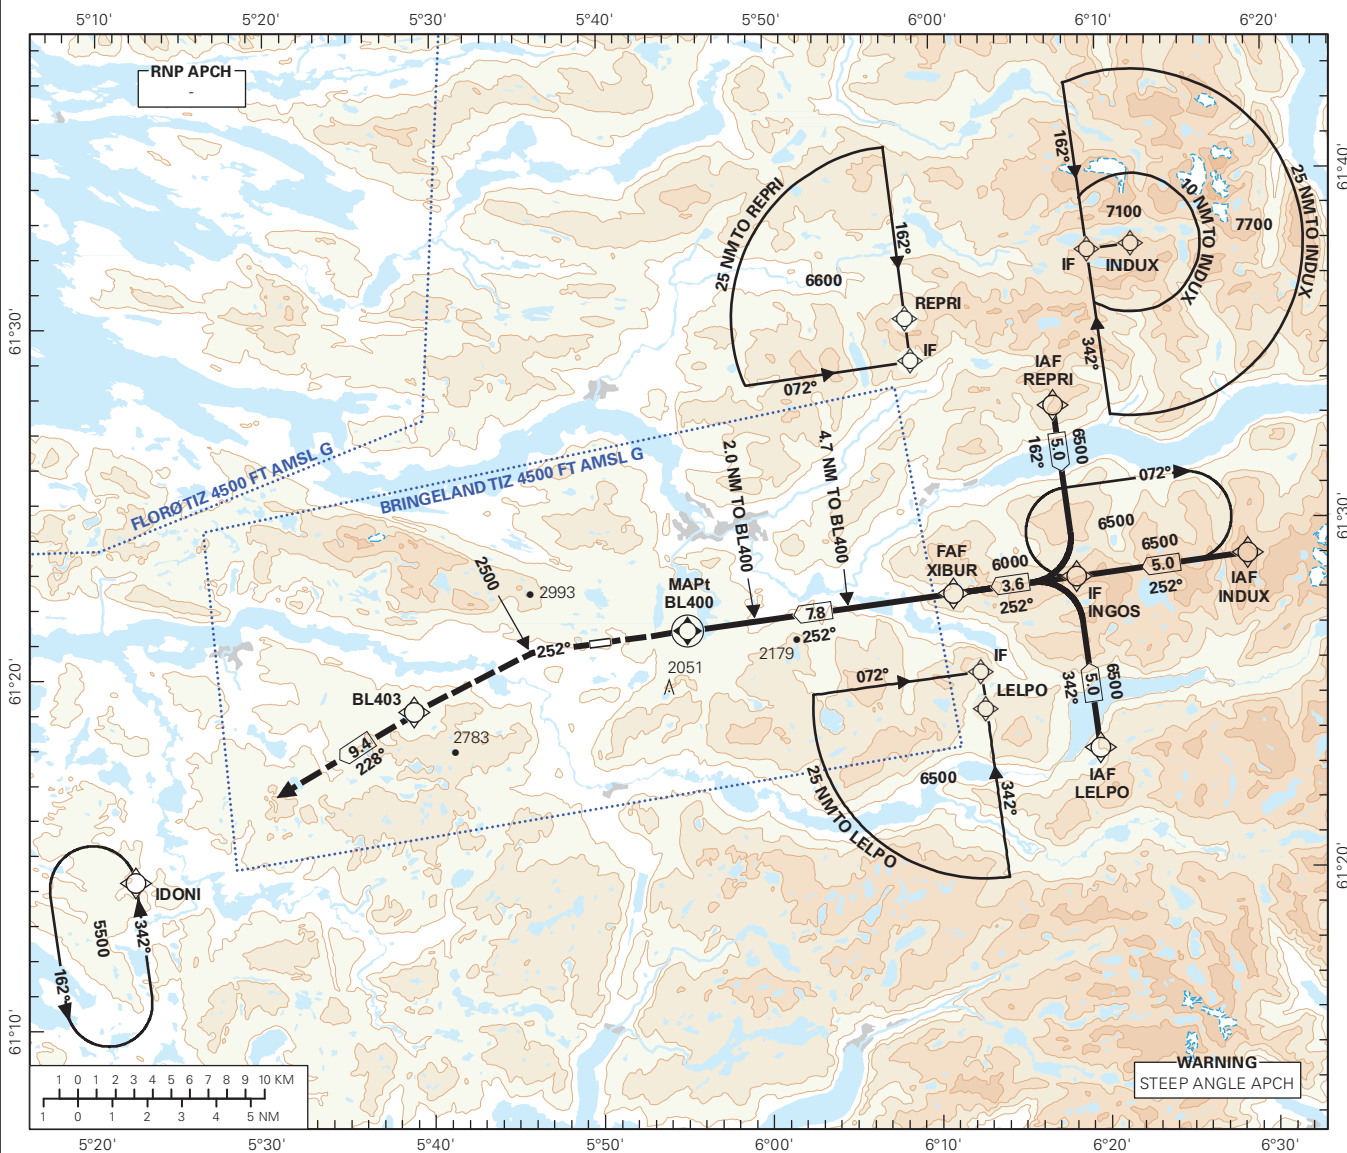 5°10' 5°20' 5°30' 5°40' 5°50' 6°00' 6°10' 6°20'
RNP APCH
-
61°40'
61°30'
61°30'
61°20'
61°20'
61°10'
25 NM TO REPRI
6600
162°
REPRI
IF
072°
162°
7100
10 NM TO INDUX
7700
25 NM TO INDUX
IF
INDUX
342°
FLORØ TIZ 4500 FT AMSL G
BRINGELAND TIZ 4500 FT AMSL G
2.0 NM TO BL400
4.7 NM TO BL400
IAF
REPRI
5.0
6500
162°
072°
6500
6500
5.0
252°
IAF
INDUX
IF
INGOS
FAF
XIBUR
6000
3.6
252°
MAPt
BL400
7.8
252°
2179
2051
2500
2993
252°
BL403
9.4
228°
2783
IF
LELPO
072°
6500
342°
25 NM TO LELPO
5.0
6500
342°
IAF
LELPO
IDONI
5500
342°
162°
WARNING
STEEP ANGLE APCH
1 0 1 2 3 4 5 6 7 8 9 10 KM
1 0 1 2 3 4 5 NM
5°20' 5°30' 5°40' 5°50' 6°00' 6°10' 6°20' 6°30'